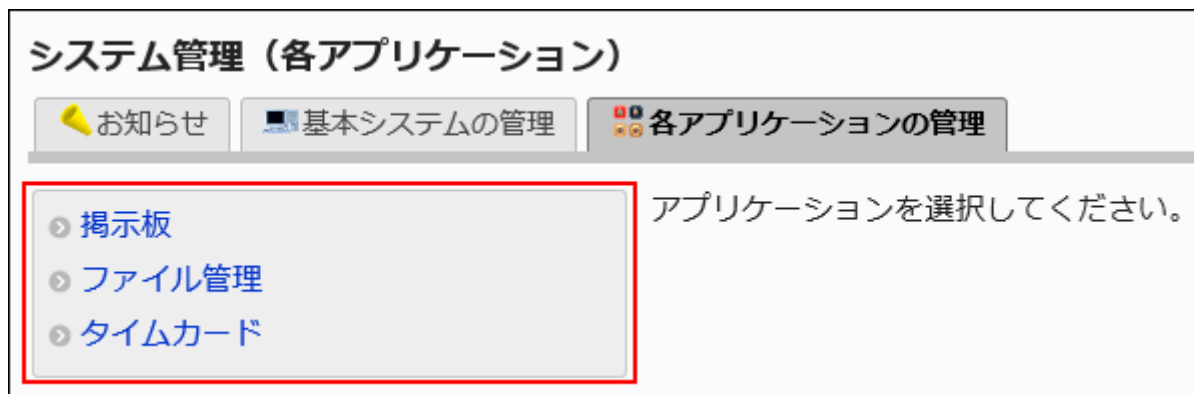 システム管理（各アプリケーション）
お知らせ 基本システムの管理 各アプリケーションの管理
掲示板
ファイル管理
タイムカード
アプリケーションを選択してください。